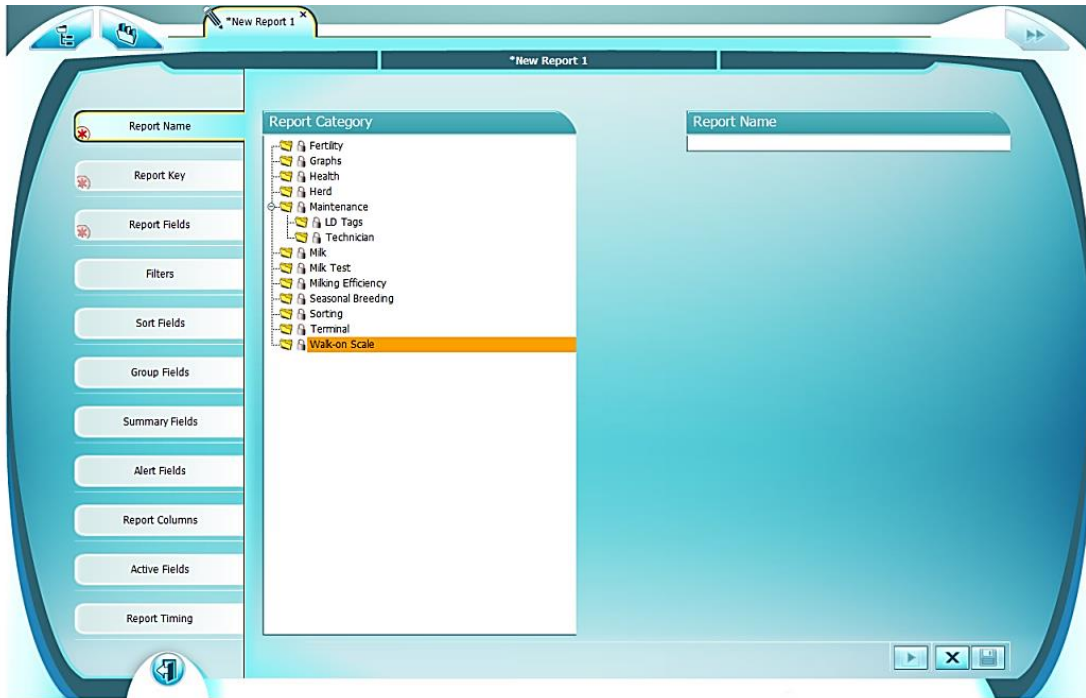 *New Report 1
*New Report 1
Report Name
Report Key
Report Fields
Filters
Sort Fields
Group Fields
Summary Fields
Alert Fields
Report Columns
Active Fields
Report Timing
Report Category
Fertility
Graphs
Health
Herd
Maintenance
LD Tags
Technician
Milk
Milk Test
Milking Efficiency
Seasonal Breeding
Sorting
Terminal
Walk-on Scale
Report Name